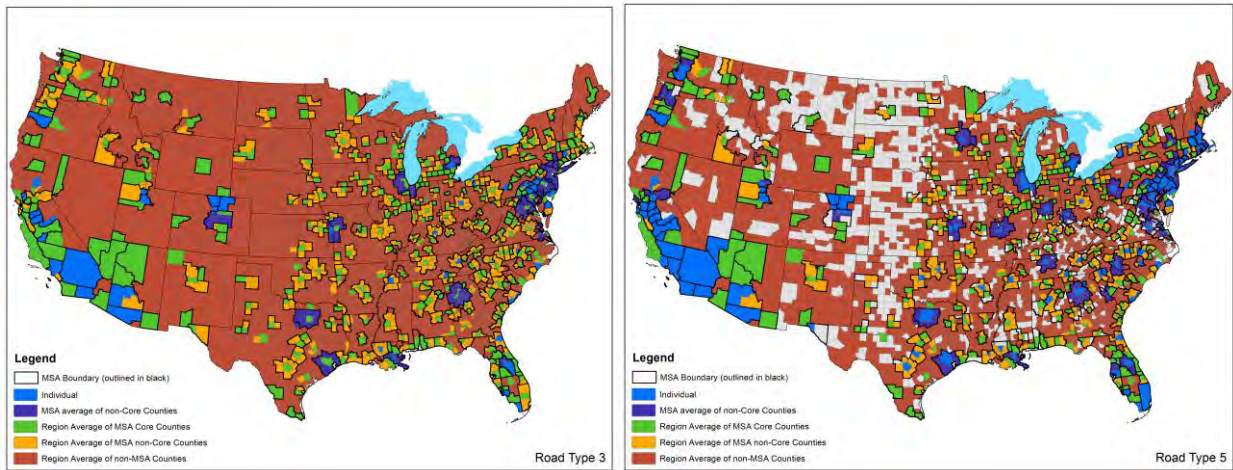 Legend
MSA Boundary (outlined in black)
Individual
MSA average of non-Core Counties
Region Average of MSA Core Counties
Region Average of MSA non-Core Counties
Region Average of non-MSA Counties
Road Type 3
Legend
MSA Boundary (outlined in black)
Individual
MSA average of non-Core Counties
Region Average of MSA Core Counties
Region Average of MSA non-Core Counties
Region Average of non-MSA Counties
Road Type 5